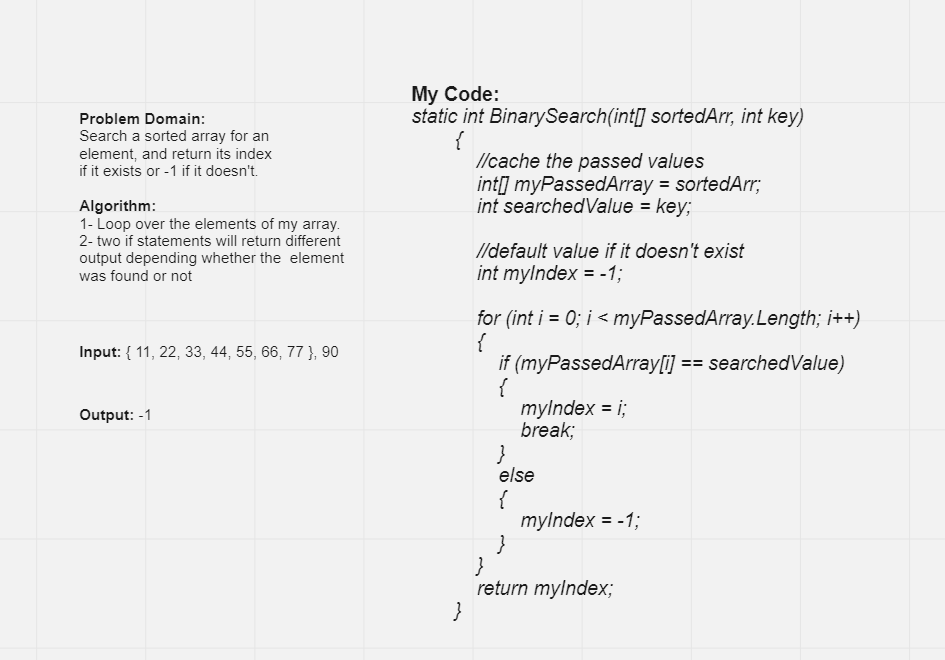 Problem Domain:
Search a sorted array for an
element, and return its index
if it exists or -1 if it doesn't.
Algorithm:
1- Loop over the elements of my array.
2- two if statements will return different
output depending whether the  element
was found or not
Input: { 11, 22, 33, 44, 55, 66, 77 }, 90
Output: -1
My Code:
static int BinarySearch(int[] sortedArr, int key)
{
//cache the passed values
int[] myPassedArray = sortedArr;
int searchedValue = key;
//default value if it doesn't exist
int myIndex = -1;
for (int i = 0; i < myPassedArray.Length; i++)
{
if (myPassedArray[i] == searchedValue)
{
myIndex = i;
break;
}
else
{
myIndex = -1;
}
}
return myIndex;
}